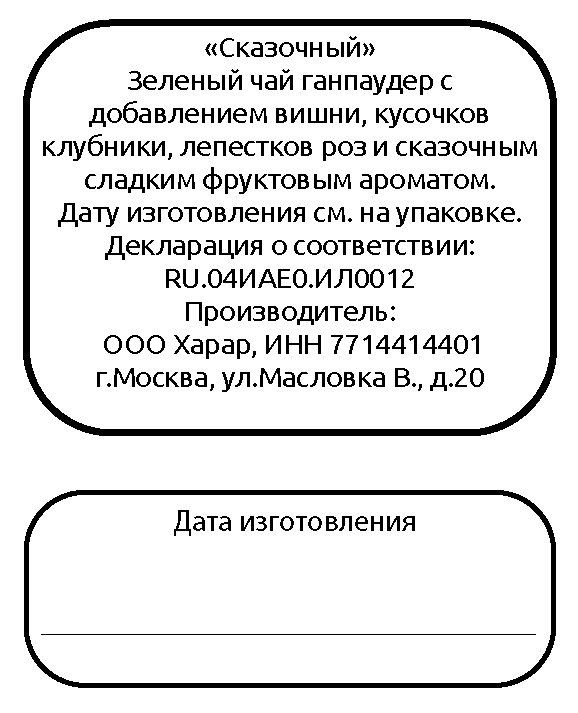 «Сказочный»
Зеленый чай ганпаудер с
добавлением вишни, кусочков
клубники, лепестков роз и сказочным
сладким фруктовым ароматом.
Дату изготовления см. на упаковке.
Декларация о соответствии:
RU.04ИАЕ0.ИЛ0012
Производитель:
ООО Харар, ИНН 7714414401
г.Москва, ул.Масловка В., д.20
Дата изготовления